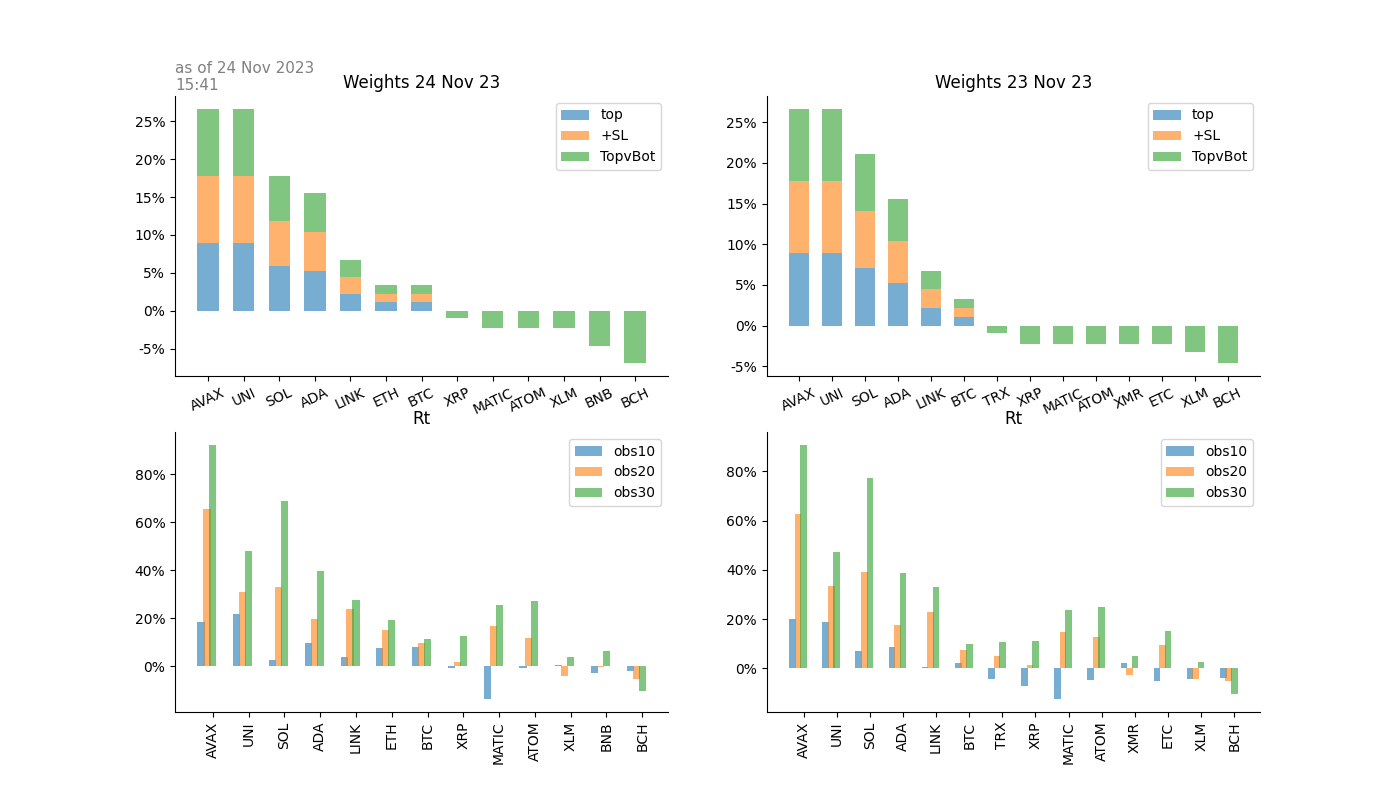 as of 24 Nov 2023
15:41
Weights 24 Nov 23
25%
20%
15%
10%
5%
0%
-5%
top
+SL
TopvBot
AVAX UNI SOL ADA LINK ETH BTC XRP MATIC ATOM XLM BNB BCH
Weights 23 Nov 23
25%
20%
15%
10%
5%
0%
-5%
top
+SL
TopvBot
AVAX UNI SOL ADA LINK BTC TRX XRP MATIC ATOM XMR ETC XLM BCH
Rt
80%
60%
40%
20%
0%
obs10
obs20
obs30
AVAX UNI SOL ADA LINK ETH BTC XRP MATIC ATOM XLM BNB BCH
Rt
80%
60%
40%
20%
0%
obs10
obs20
obs30
AVAX UNI SOL ADA LINK BTC TRX XRP MATIC ATOM XMR ETC XLM BCH